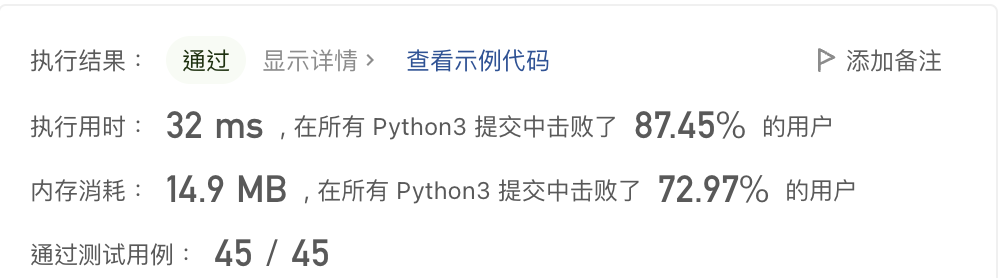 执行结果： 通过 显示详情 > 查看示例代码 添加备注
执行用时： 32 ms , 在所有 Python3 提交中击败了 87.45% 的用户
内存消耗： 14.9 MB , 在所有 Python3 提交中击败了 72.97% 的用户
通过测试用例： 45 / 45